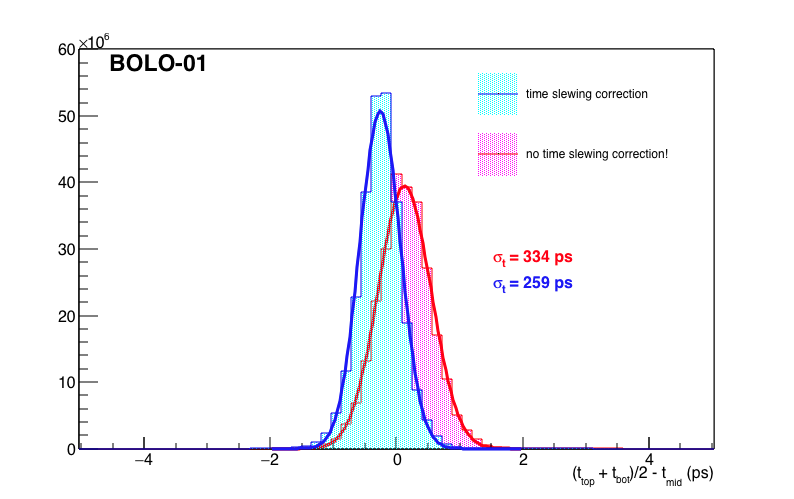 ×10⁶
60
BOLO-01
time slewing correction
50
no time slewing correction!
40
30
σt = 334 ps
σt = 259 ps
20
10
0
−4 −2 0 2 4
(ttop + tbot)/2 - tmid (ps)